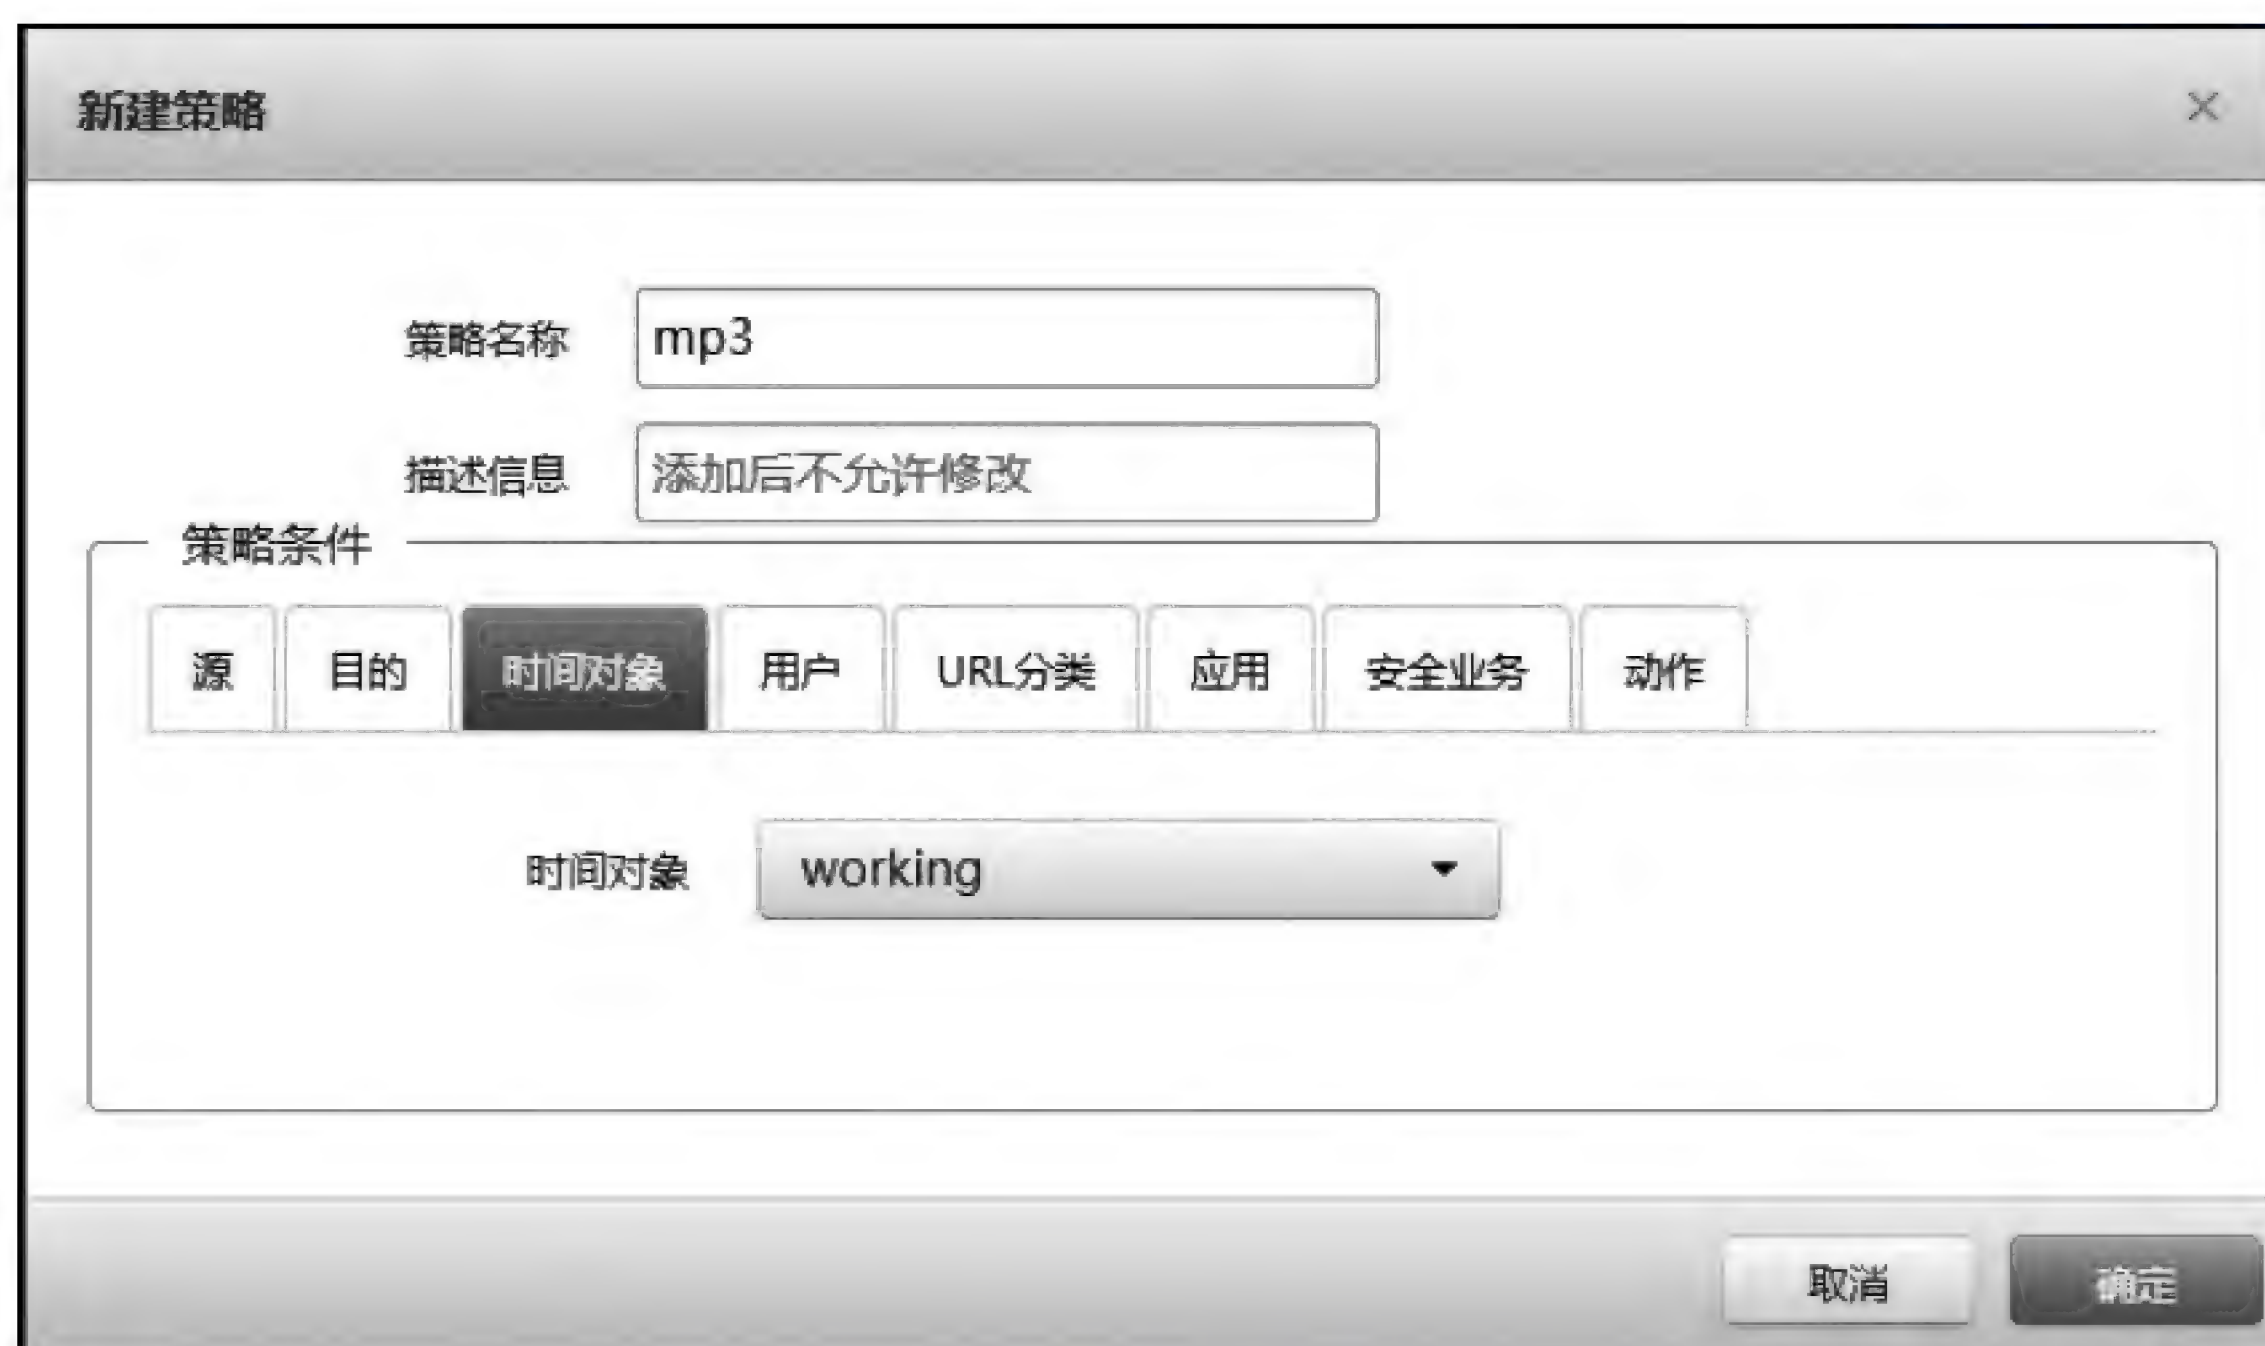 新建策略 ×
策略名称 mp3
描述信息 添加后不允许修改
策略条件
源 目的 时间对象 用户 URL分类 应用 安全业务 动作
时间对象 working
取消 确定